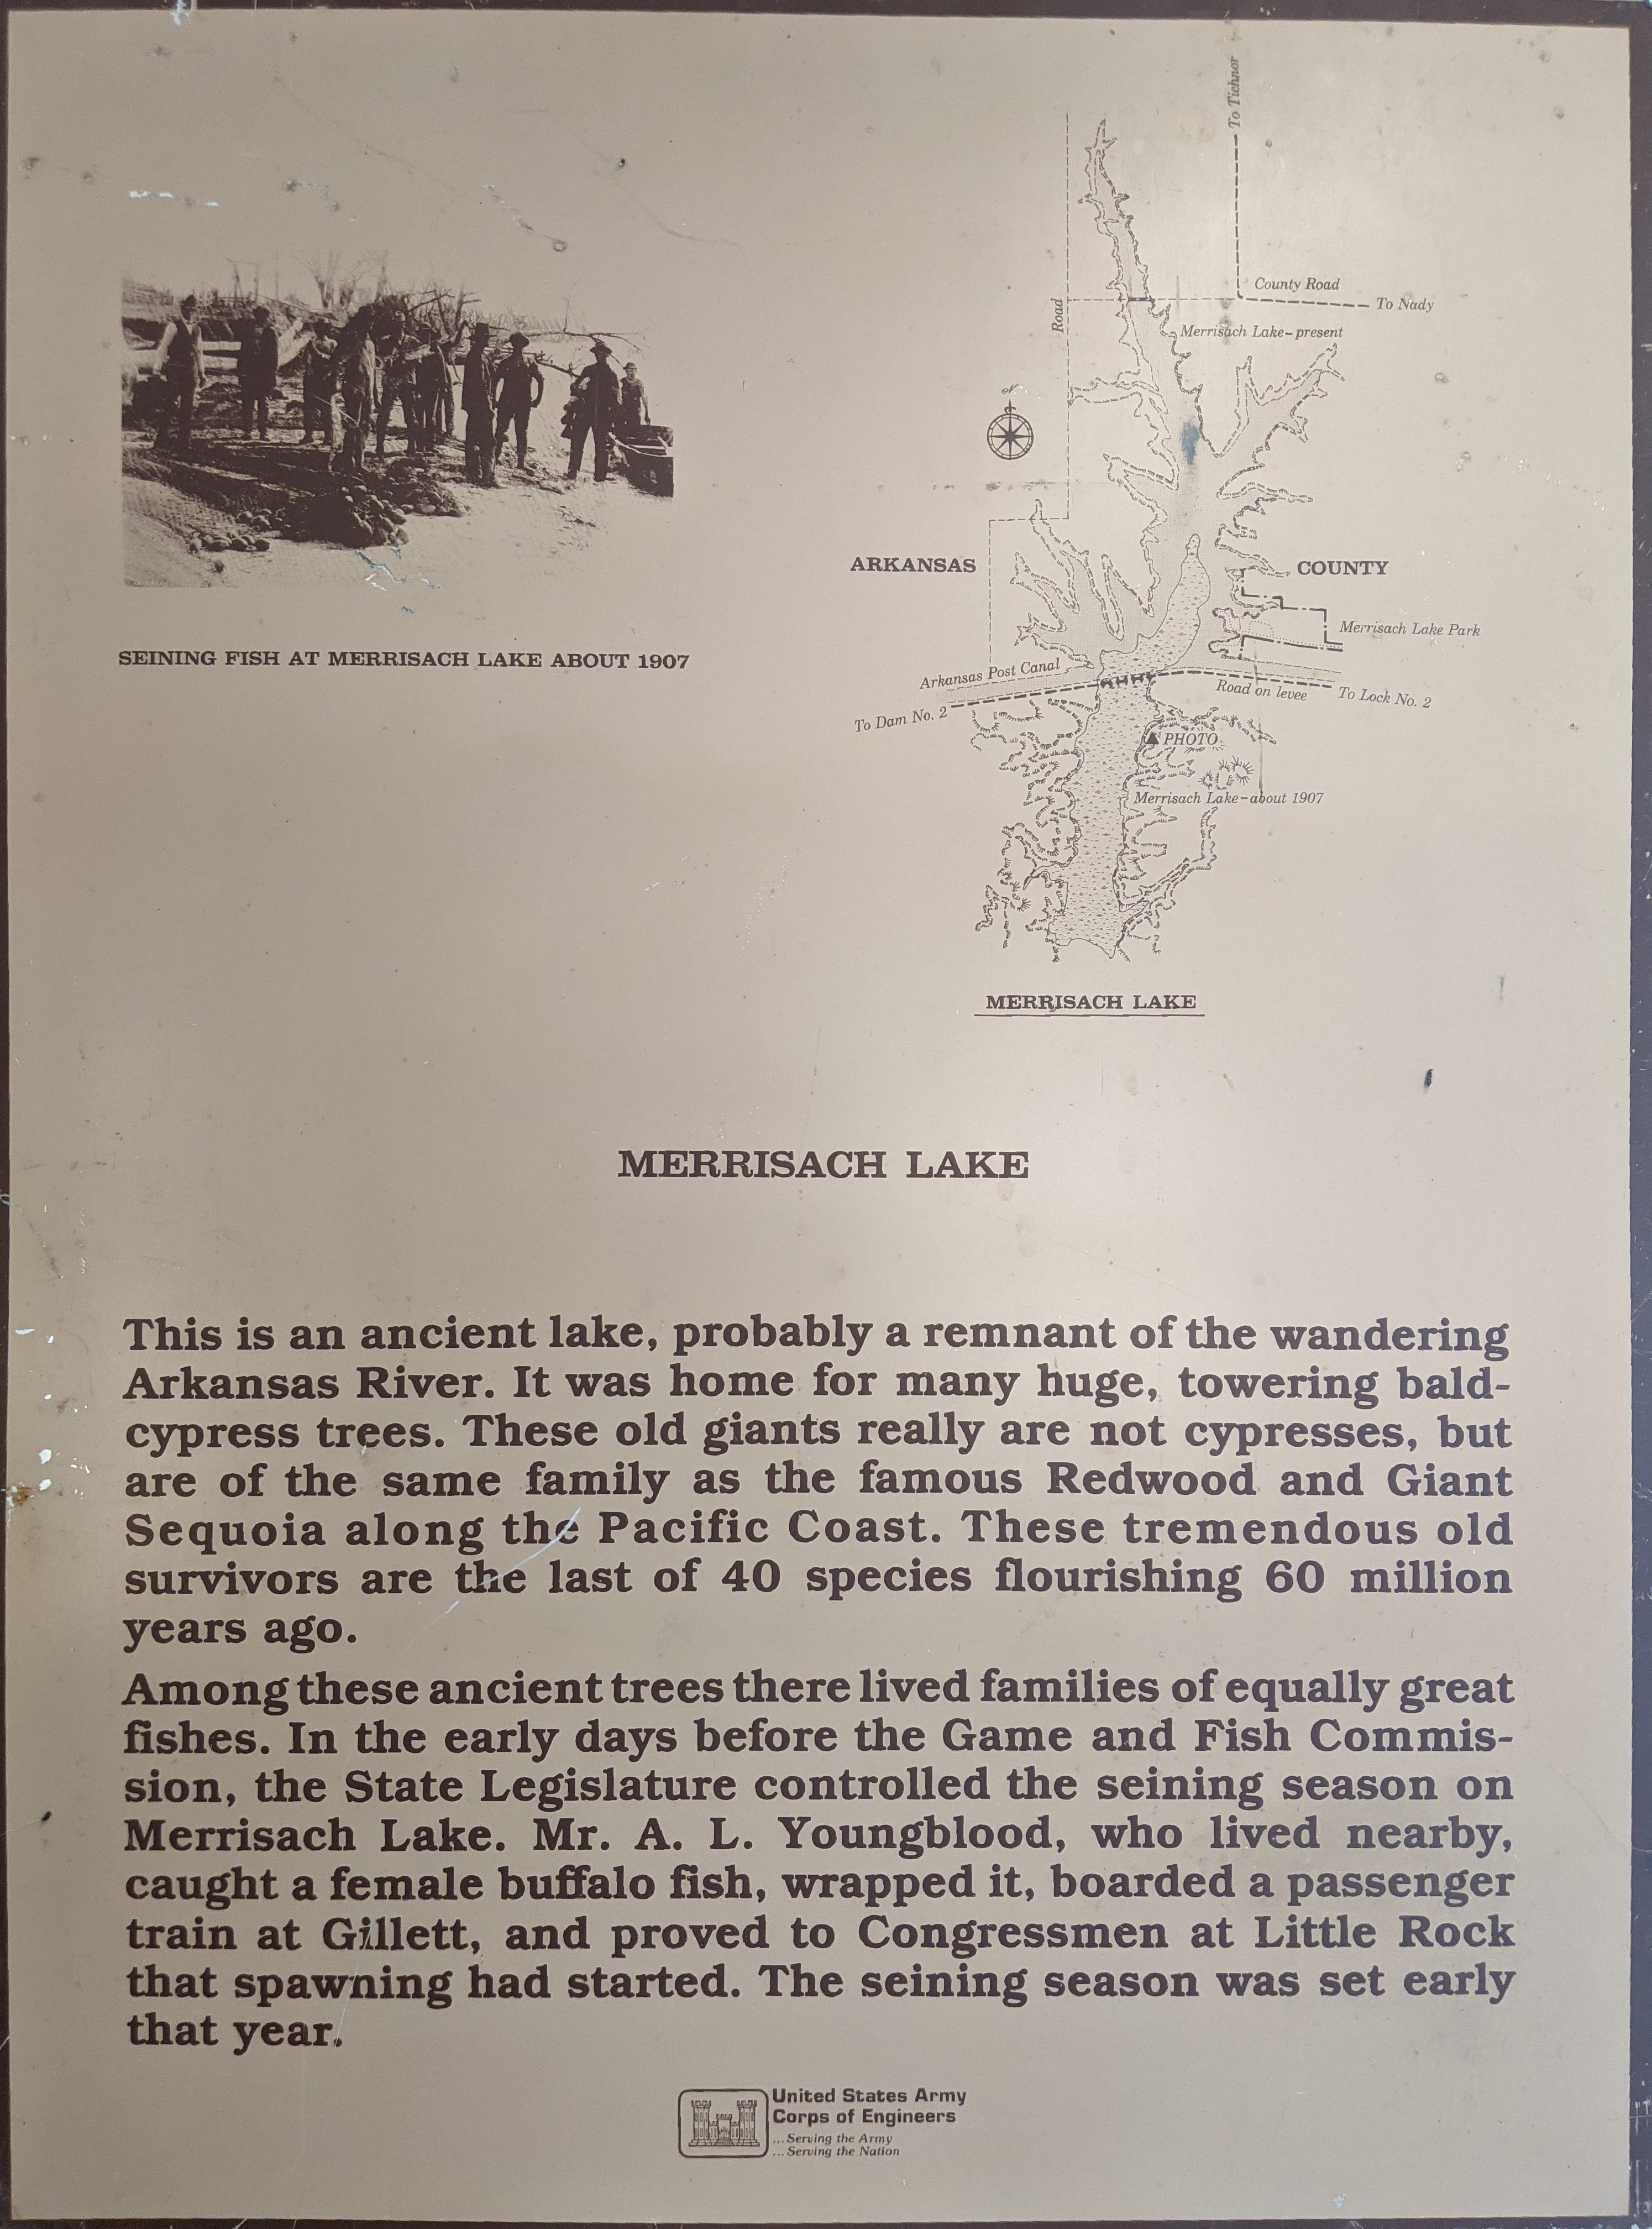 To Tichnor
County Road
To Nady
Road
Merrisach Lake-present
ARKANSAS
COUNTY
Merrisach Lake Park
SEINING FISH AT MERRISACH LAKE ABOUT 1907
Arkansas Post Canal
Road on levee
To Lock No. 2
To Dam No. 2
PHOTO
Merrisach Lake-about 1907
MERRISACH LAKE
MERRISACH LAKE
This is an ancient lake, probably a remnant of the wandering
Arkansas River. It was home for many huge, towering bald-
cypress trees. These old giants really are not cypresses, but
are of the same family as the famous Redwood and Giant
Sequoia along the Pacific Coast. These tremendous old
survivors are the last of 40 species flourishing 60 million
years ago.
Among these ancient trees there lived families of equally great
fishes. In the early days before the Game and Fish Commis-
sion, the State Legislature controlled the seining season on
Merrisach Lake. Mr. A. L. Youngblood, who lived nearby,
caught a female buffalo fish, wrapped it, boarded a passenger
train at Gillett, and proved to Congressmen at Little Rock
that spawning had started. The seining season was set early
that year.
United States Army
Corps of Engineers
...Serving the Army
...Serving the Nation